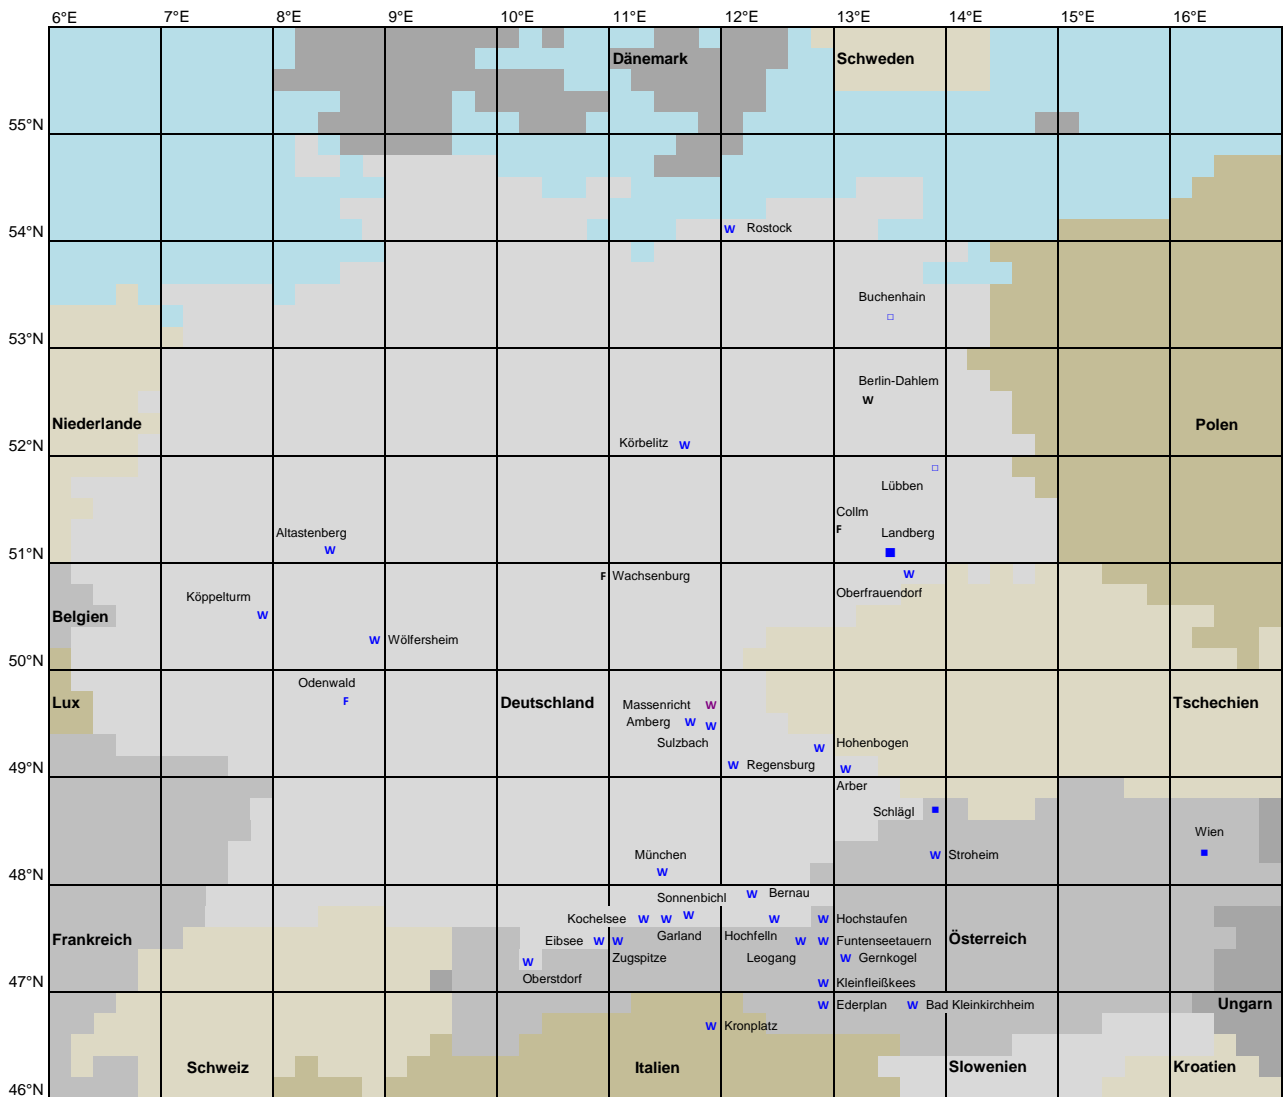 6°E 7°E 8°E 9°E 10°E 11°E 12°E 13°E 14°E 15°E 16°E
Dänemark Schweden
55°N
W Rostock
54°N
Buchenhain
53°N
Berlin-Dahlem
W
Niederlande Polen
Körbelitz W
52°N
Lübben
Collm
F
Altastenberg Landberg
W
51°N
F Wachsenburg W
Oberfrauendorf
Köppelturm
W
Belgien
W Wölfersheim
50°N
Odenwald
F
Lux Deutschland Massenricht W Tschechien
Amberg W W
Sulzbach W Hohenbogen
W Regensburg W
49°N
Arber
Schlägl
Wien
München W Stroheim
W
48°N
Sonnenbichl W Bernau
Kochelsee W W W W W Hochstaufen
Frankreich Eibsee W W Garland Hochfelln W W Funtenseetauern Österreich
W Zugspitze Leogang W Gernkogel
Oberstdorf W Kleinfleißkees
47°N
W Ederplan W Bad Kleinkirchheim Ungarn
W Kronplatz
Schweiz Italien Slowenien Kroatien
46°N